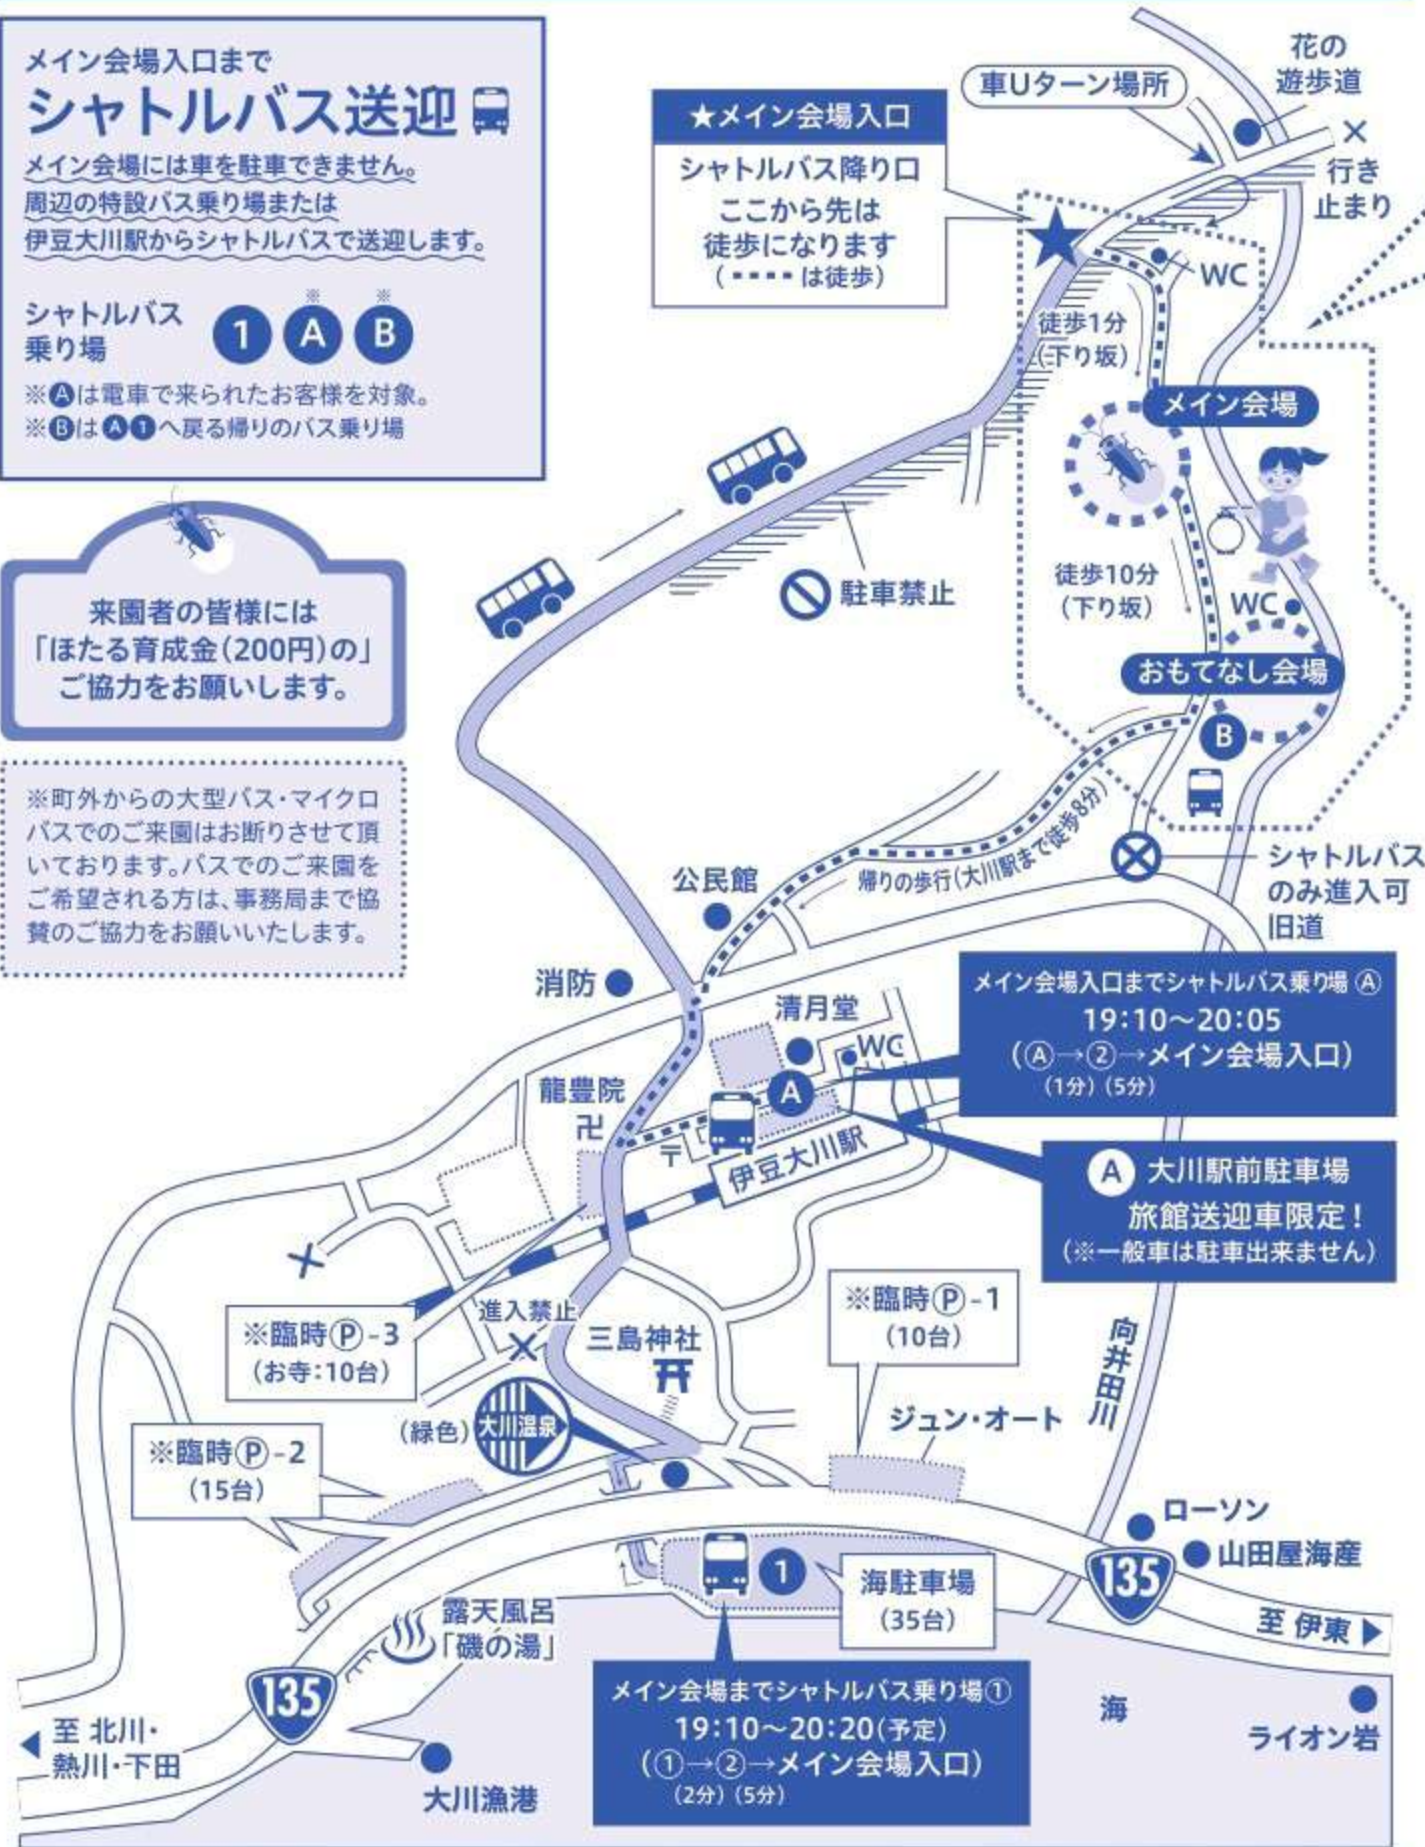 メイン会場入口まで
シャトルバス送迎
メイン会場には車を駐車できません。
周辺の特設バス乗り場または
伊豆大川駅からシャトルバスで送迎します。
シャトルバス
乗り場
1 ※A ※B
※Aは電車で来られたお客様を対象。
※BはA1へ戻る帰りのバス乗り場
来園者の皆様には
「ほたる育成金(200円)の」
ご協力をお願いします。
※町外からの大型バス・マイクロ
バスでのご来園はお断りさせて頂
いております。バスでのご来園を
ご希望される方は、事務局まで協
賛のご協力をお願いいたします。
★メイン会場入口
シャトルバス降り口
ここから先は
徒歩になります
(---- は徒歩)
車Uターン場所
花の
遊歩道
×
行き
止まり
WC
徒歩1分
(下り坂)
メイン会場
駐車禁止
徒歩10分
(下り坂)
WC
おもてなし会場
B
帰りの歩行(大川駅まで徒歩8分)
シャトルバス
のみ進入可
旧道
公民館
消防
清月堂
WC
A
龍豊院
卍
〒
伊豆大川駅
メイン会場入口までシャトルバス乗り場Ⓐ
19:10～20:05
(Ⓐ→②→メイン会場入口)
(1分)(5分)
A 大川駅前駐車場
旅館送迎車限定!
(※一般車は駐車出来ません)
※臨時Ⓟ-3
(お寺:10台)
進入禁止
×
三島神社
※臨時Ⓟ-1
(10台)
ジュン・オート
向井田川
(緑色)
大川温泉
※臨時Ⓟ-2
(15台)
ローソン
山田屋海産
135
至 伊東▶
1
海駐車場
(35台)
露天風呂
「磯の湯」
135
◀至 北川・
熱川・下田
大川漁港
メイン会場までシャトルバス乗り場①
19:10～20:20(予定)
(①→②→メイン会場入口)
(2分)(5分)
海
ライオン岩